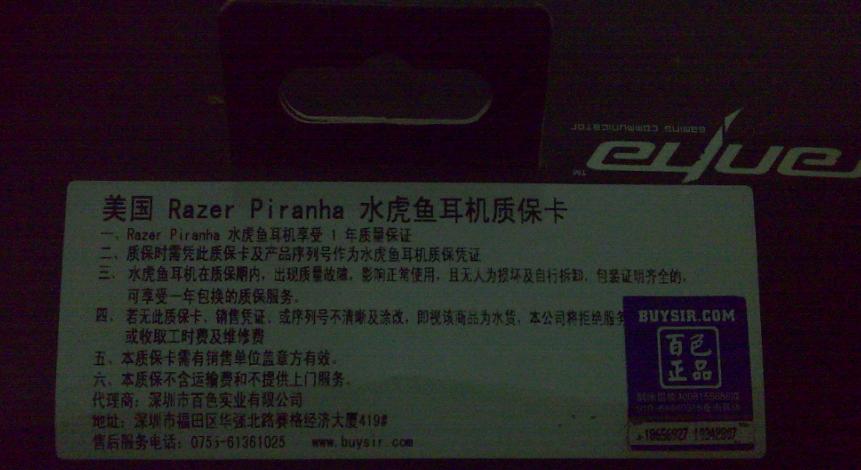 GAMING COMMUNICATOR
美国 Razer Piranha 水虎鱼耳机质保卡
一、Razer Piranha 水虎鱼耳机享受 1 年质量保证
二、质保时需凭此质保卡及产品序列号作为水虎鱼耳机质保凭证
三、水虎鱼耳机在质保期内，出现质量故障，影响正常使用，且无人为损坏及自行拆卸，包装证明齐全的，
可享受一年包换的质保服务。
四、若无此质保卡、销售凭证、或序列号不清晰及涂改，即视该商品为水货，本公司将拒绝服务
或收取工时费及维修费
五、本质保卡需有销售单位盖章方有效。
六、本质保不含运输费和不提供上门服务。
代理商：深圳市百色实业有限公司
地址：深圳市福田区华强北路赛格经济大厦419#
售后服务电话：0755-61361025 www.buysir.com
BUYSIR.COM
百色
正品